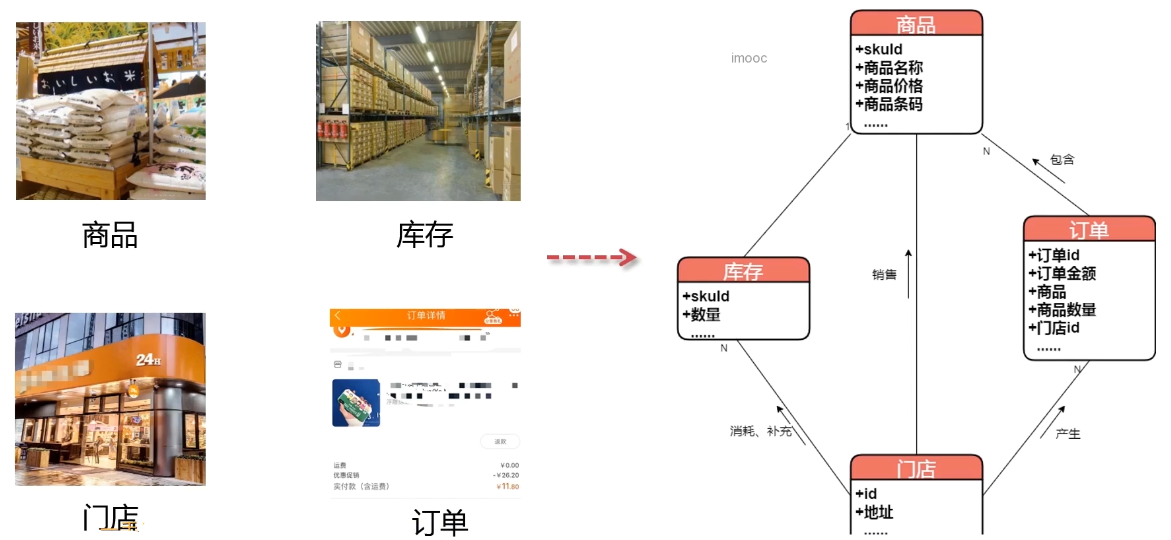 おいしいお米
商品
库存
24H
门店
订单详情
退款
运费
¥0.00
优惠促销
-¥26.20
实付款（含运费）
¥11.80
订单
imooc
商品
+skuId
+商品名称
+商品价格
+商品条码
......
1
N
包含
库存
+skuId
+数量
......
N
销售
订单
+订单id
+订单金额
+商品
+商品数量
+门店id
......
N
消耗、补充
产生
门店
+id
+地址
......